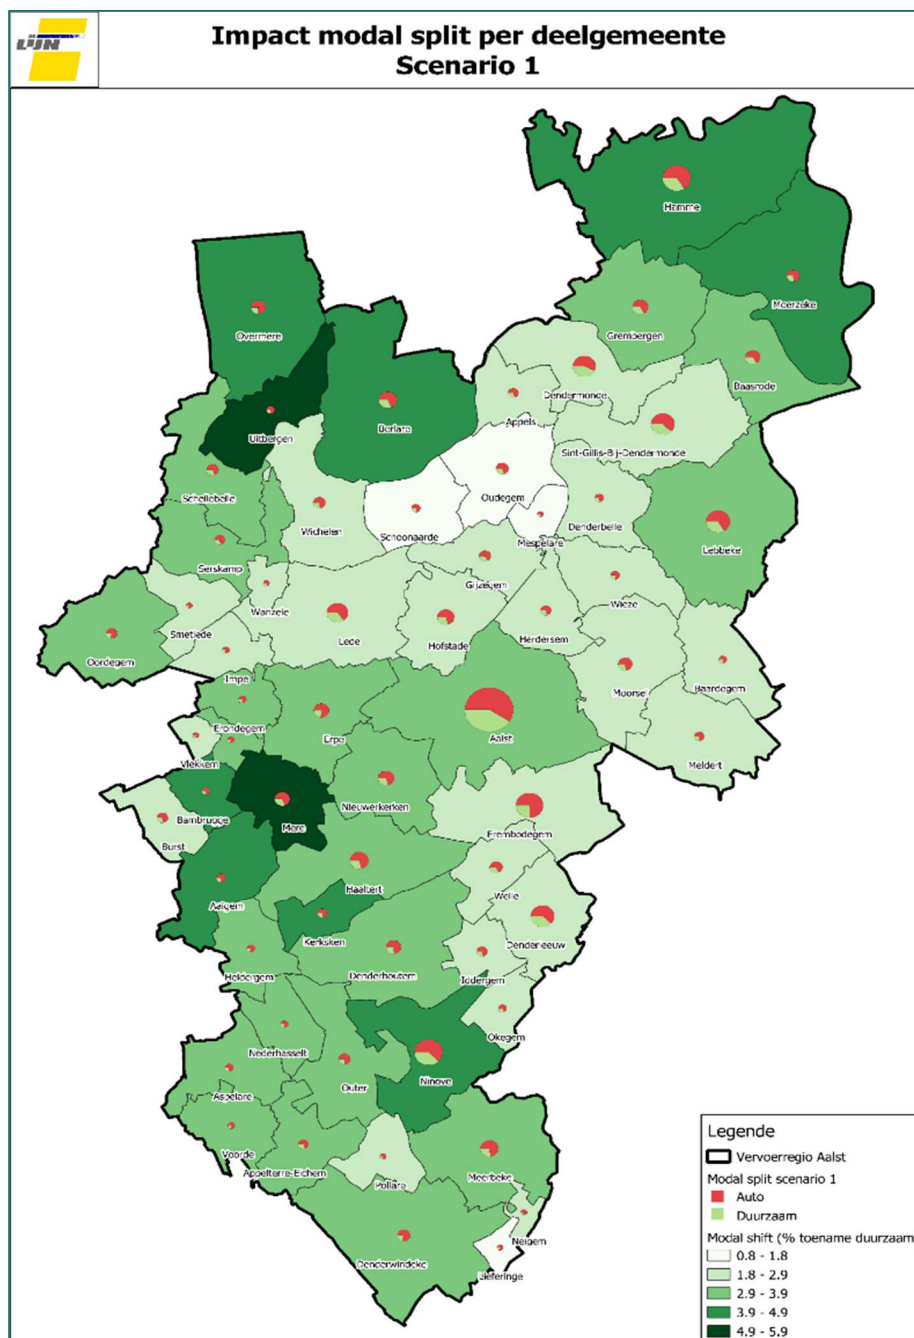 LIJN
Impact modal split per deelgemeente
Scenario 1
Hamme
Moerzeke
Overmere
Grembergen
Baasrode
Dendermonde
Berlare
Appels
Uitbergen
Sint-Gillis-Bij-Dendermonde
Schellebelle
Oudegem
Wichelen
Schoonaarde
Mespelare
Denderbelle
Lebbeke
Serskamp
Gijzegem
Wanzele
Wieze
Smetlede
Lede
Hofstade
Herdersem
Oordegem
Impe
Moorsel
Baardegem
Erondegem
Erpe
Aalst
Vlekkem
Meldert
Nieuwerkerken
Bambrugge
Mere
Erembodegem
Burst
Haaltert
Welle
Aaigem
Kerksken
Denderleeuw
Heldergem
Denderhoutem
Iddergem
Okegem
Nederhasselt
Ninove
Outer
Aspelare
Voorde
Appelterre-Eichem
Pollare
Meerbeke
Neigem
Denderwindeke
Lieferinge
Legende
Vervoerregio Aalst
Modal split scenario 1
Auto
Duurzaam
Modal shift (% toename duurzaam
0.8 - 1.8
1.8 - 2.9
2.9 - 3.9
3.9 - 4.9
4.9 - 5.9